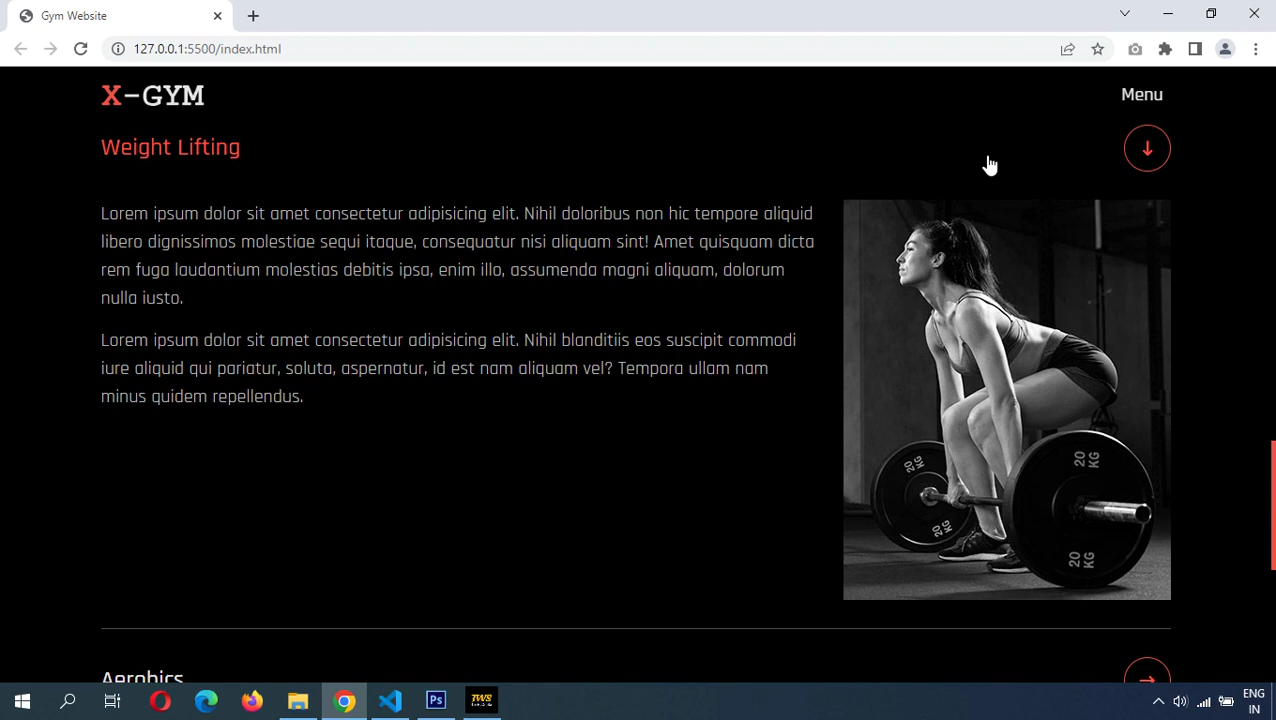 Gym Website
127.0.0.1:5500/index.html
X-GYM
Menu
Weight Lifting
Lorem ipsum dolor sit amet consectetur adipisicing elit. Nihil doloribus non hic tempore aliquid
libero dignissimos molestiae sequi itaque, consequatur nisi aliquam sint! Amet quisquam dicta
rem fuga laudantium molestias debitis ipsa, enim illo, assumenda magni aliquam, dolorum
nulla iusto.
Lorem ipsum dolor sit amet consectetur adipisicing elit. Nihil blanditiis eos suscipit commodi
iure aliquid qui pariatur, soluta, aspernatur, id est nam aliquam vel? Tempora ullam nam
minus quidem repellendus.
20 KG
20 KG
20 KG
20 KG
Aerobics
Ps
TWS
ENG
IN